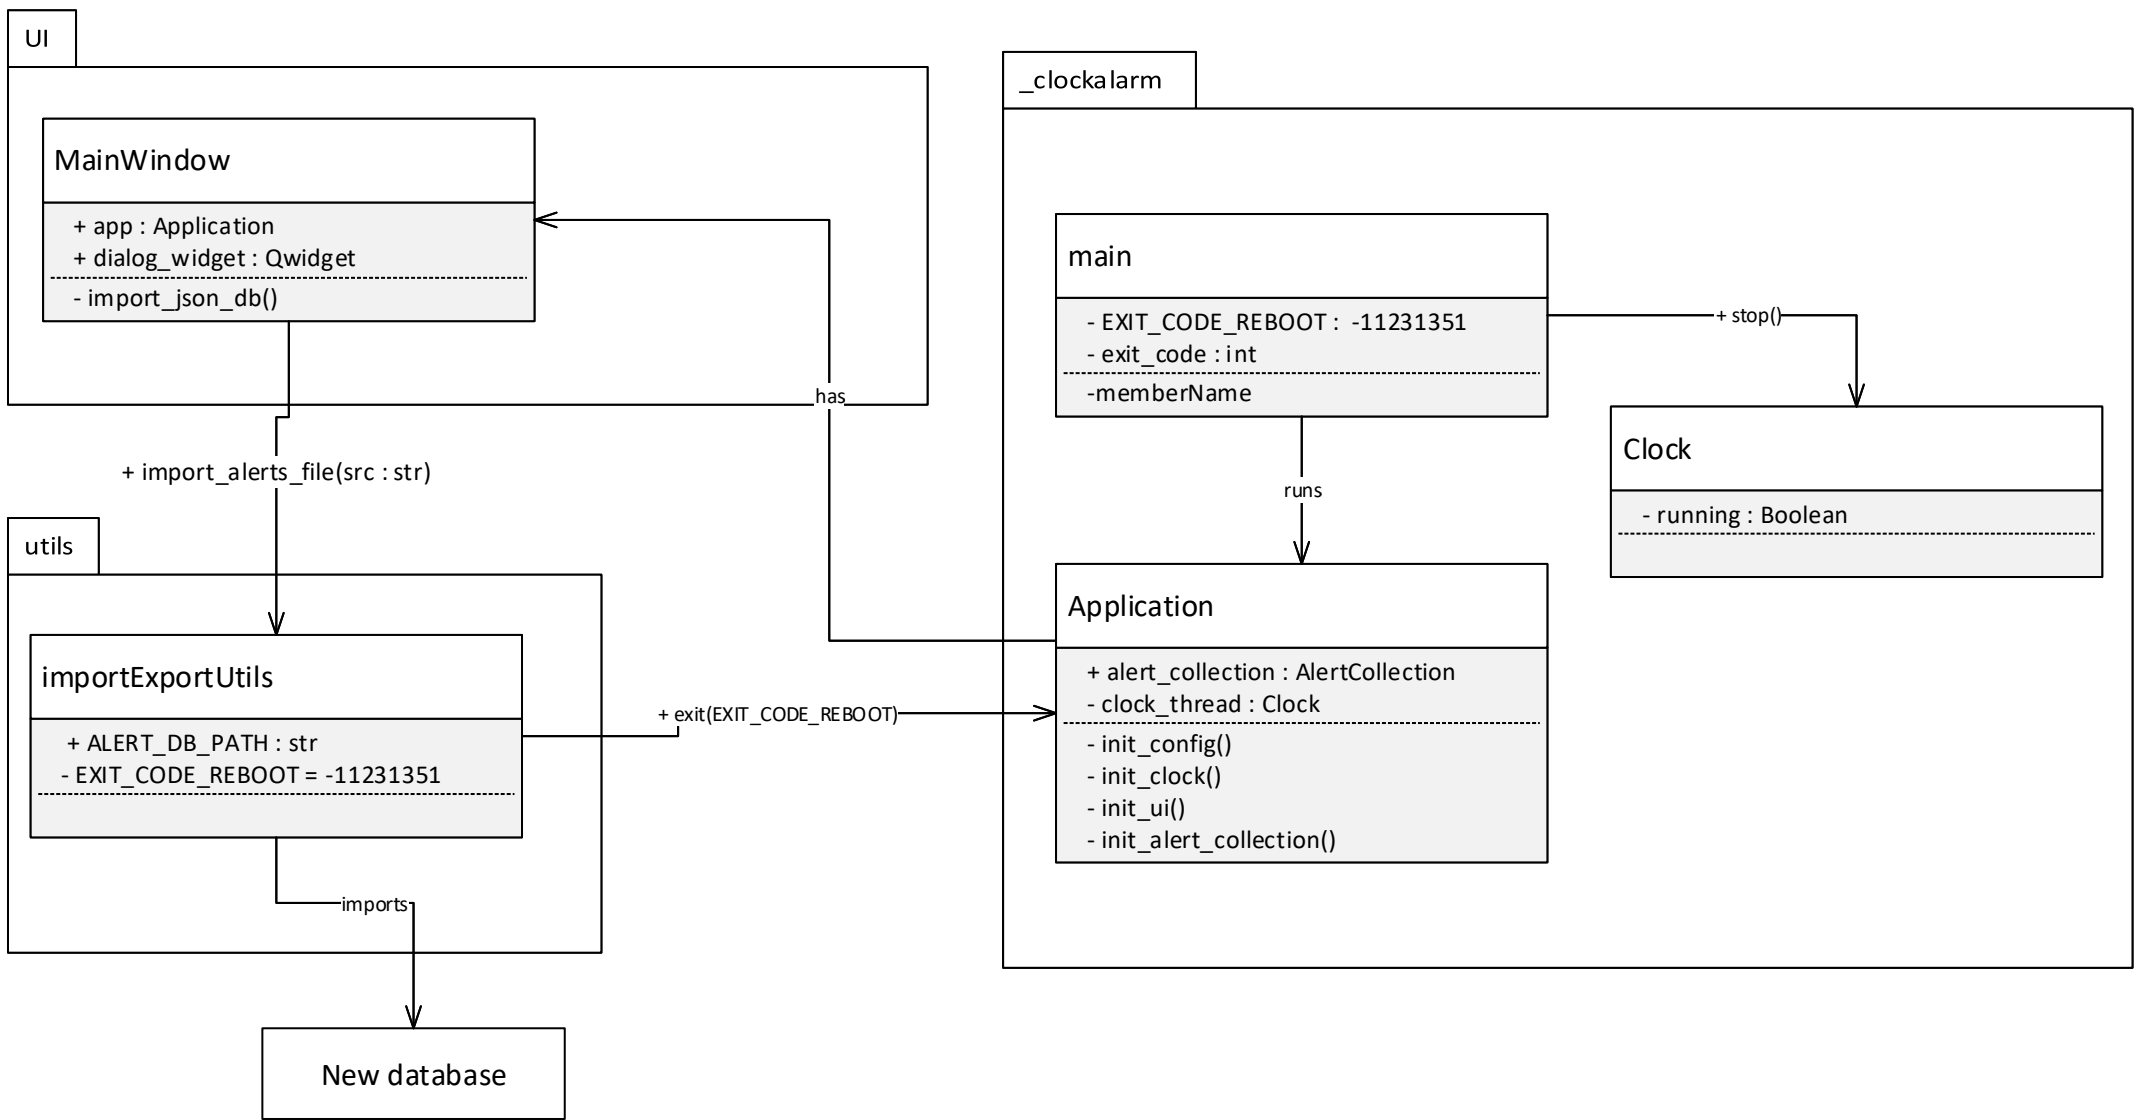 UI
MainWindow
+ app : Application
+ dialog_widget : Qwidget
- import_json_db()
+ import_alerts_file(src : str)
utils
importExportUtils
+ ALERT_DB_PATH : str
- EXIT_CODE_REBOOT = -11231351
imports
New database
has
+ exit(EXIT_CODE_REBOOT)
_clockalarm
main
- EXIT_CODE_REBOOT :  -11231351
- exit_code : int
-memberName
+ stop()
Clock
- running : Boolean
runs
Application
+ alert_collection : AlertCollection
- clock_thread : Clock
- init_config()
- init_clock()
- init_ui()
- init_alert_collection()